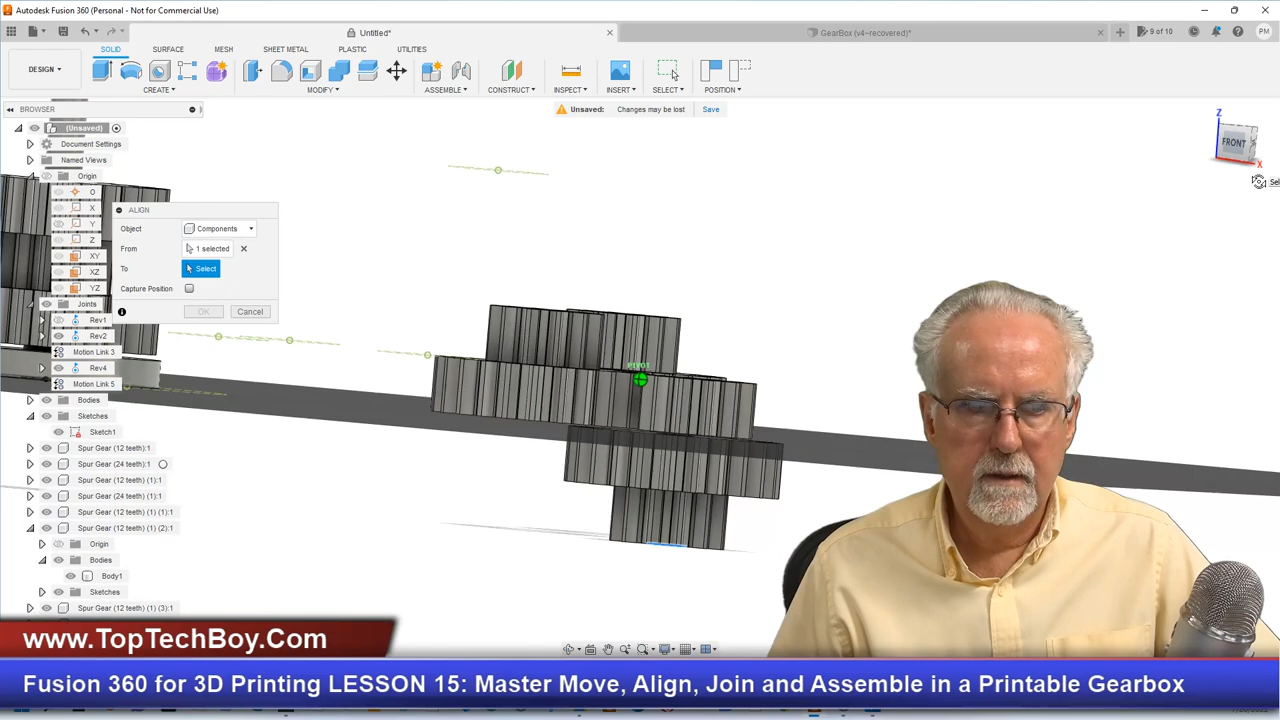 Autodesk Fusion 360 (Personal - Not for Commercial Use)
Untitled*
GearBox (v4~recovered)*
9 of 10
PM
DESIGN
SOLID
SURFACE
MESH
SHEET METAL
PLASTIC
UTILITIES
CREATE
MODIFY
ASSEMBLE
CONSTRUCT
INSPECT
INSERT
SELECT
POSITION
BROWSER
Unsaved: Changes may be lost Save
(Unsaved)
Document Settings
Named Views
Origin
O
X
Y
Z
XY
XZ
YZ
Joints
Rev1
Rev2
Motion Link 3
Rev4
Motion Link 5
Bodies
Sketches
Sketch1
Spur Gear (12 teeth):1
Spur Gear (24 teeth):1
Spur Gear (12 teeth) (1):1
Spur Gear (24 teeth) (1):1
Spur Gear (12 teeth) (1) (1):1
Spur Gear (12 teeth) (1) (2):1
Origin
Bodies
Body1
Sketches
Spur Gear (12 teeth) (1) (3):1
ALIGN
Object Components
From 1 selected
To Select
Capture Position
OK Cancel
PIVOT
Z
FRONT
X
Sel
www.TopTechBoy.Com
Fusion 360 for 3D Printing LESSON 15: Master Move, Align, Join and Assemble in a Printable Gearbox